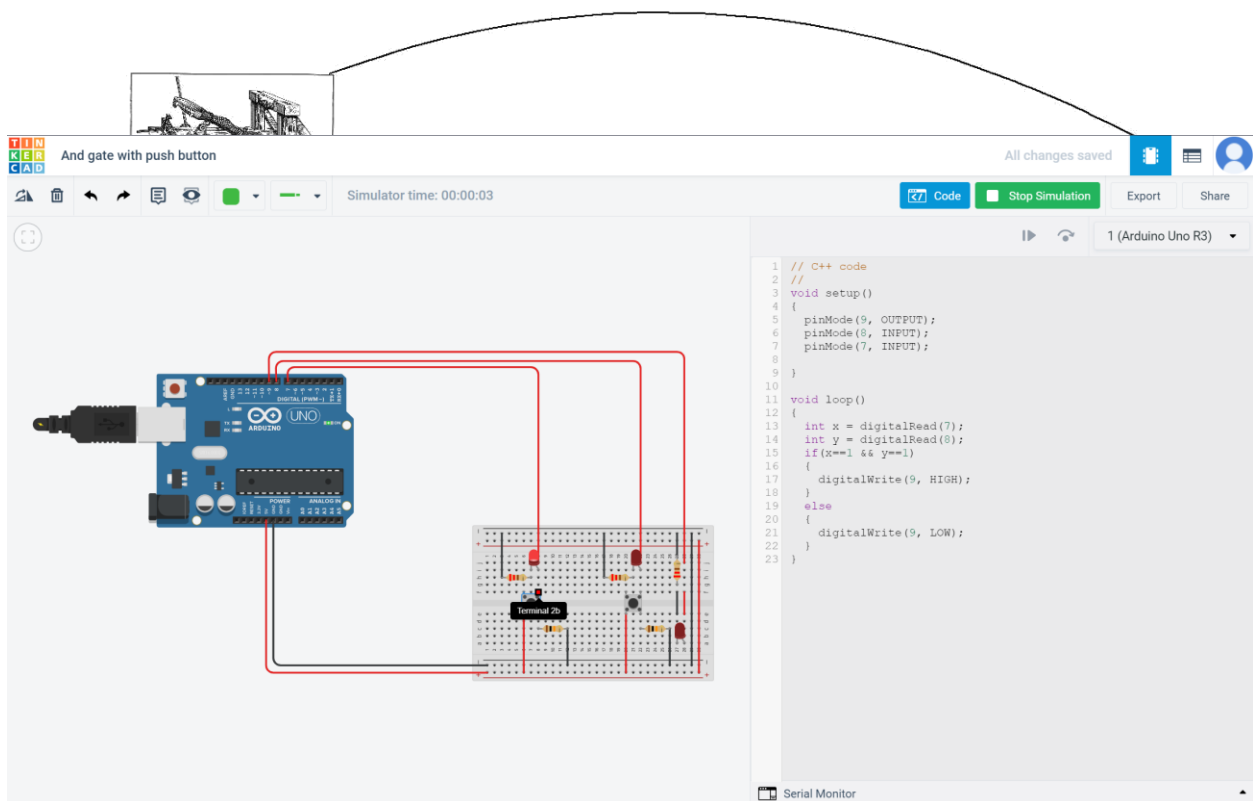 TIN
KER
CAD
And gate with push button
All changes saved
Simulator time: 00:00:03
Code
Stop Simulation
Export
Share
1 (Arduino Uno R3)
1 // C++ code
2 //
3 void setup()
4 {
5 pinMode(9, OUTPUT);
6 pinMode(8, INPUT);
7 pinMode(7, INPUT);
8
9 }
10
11 void loop()
12 {
13 int x = digitalRead(7);
14 int y = digitalRead(8);
15 if(x==1 && y==1)
16 {
17 digitalWrite(9, HIGH);
18 }
19 else
20 {
21 digitalWrite(9, LOW);
22 }
23 }
DIGITAL (PWM~)
UNO
ARDUINO
TX
RX
L
ON
POWER
ANALOG IN
Terminal 2b
Serial Monitor